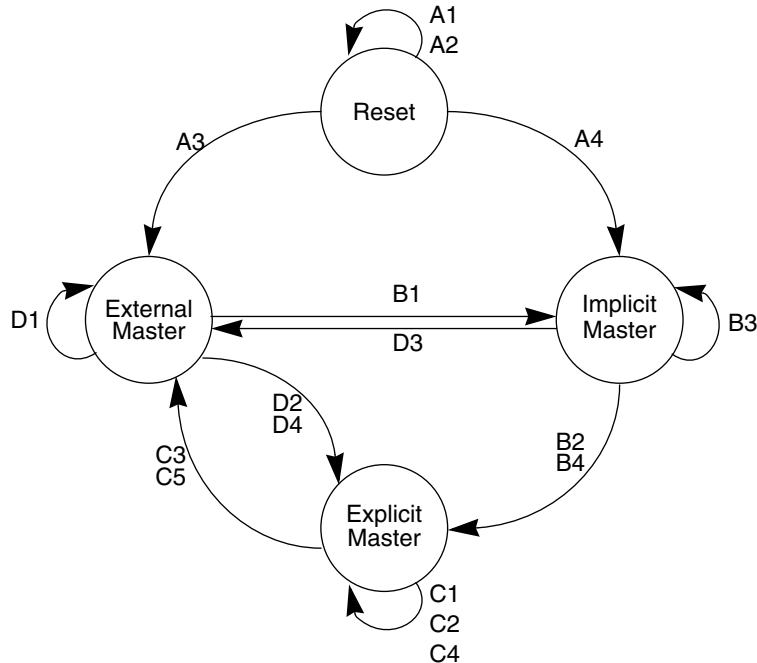 A1
A2
Reset
A3
A4
B1
External
Master
Implicit
Master
D1
B3
D3
D2
D4
B2
B4
C3
C5
Explicit
Master
C1
C2
C4